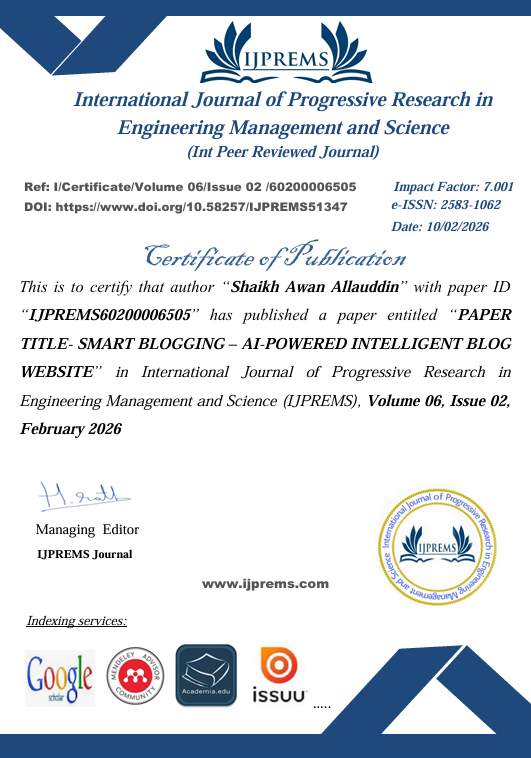 IJPREMS
International Journal of Progressive Research in
Engineering Management and Science
(Int Peer Reviewed Journal)
Ref: I/Certificate/Volume 06/Issue 02 /60200006505
Impact Factor: 7.001
DOI: https://www.doi.org/10.58257/IJPREMS51347
e-ISSN: 2583-1062
Date: 10/02/2026
Certificate of Publication
This is to certify that author “Shaikh Awan Allauddin” with paper ID
“IJPREMS60200006505” has published a paper entitled “PAPER
TITLE- SMART BLOGGING – AI-POWERED INTELLIGENT BLOG
WEBSITE” in International Journal of Progressive Research in
Engineering Management and Science (IJPREMS), Volume 06, Issue 02,
February 2026
Managing Editor
IJPREMS Journal
International Journal of Progressive Research in Engineering Management and Science
IJPREMS
www.ijprems.com
Indexing services:
Google
scholar
MENDELEY ADVISOR
COMMUNITY
Academia.edu
issuu
.....